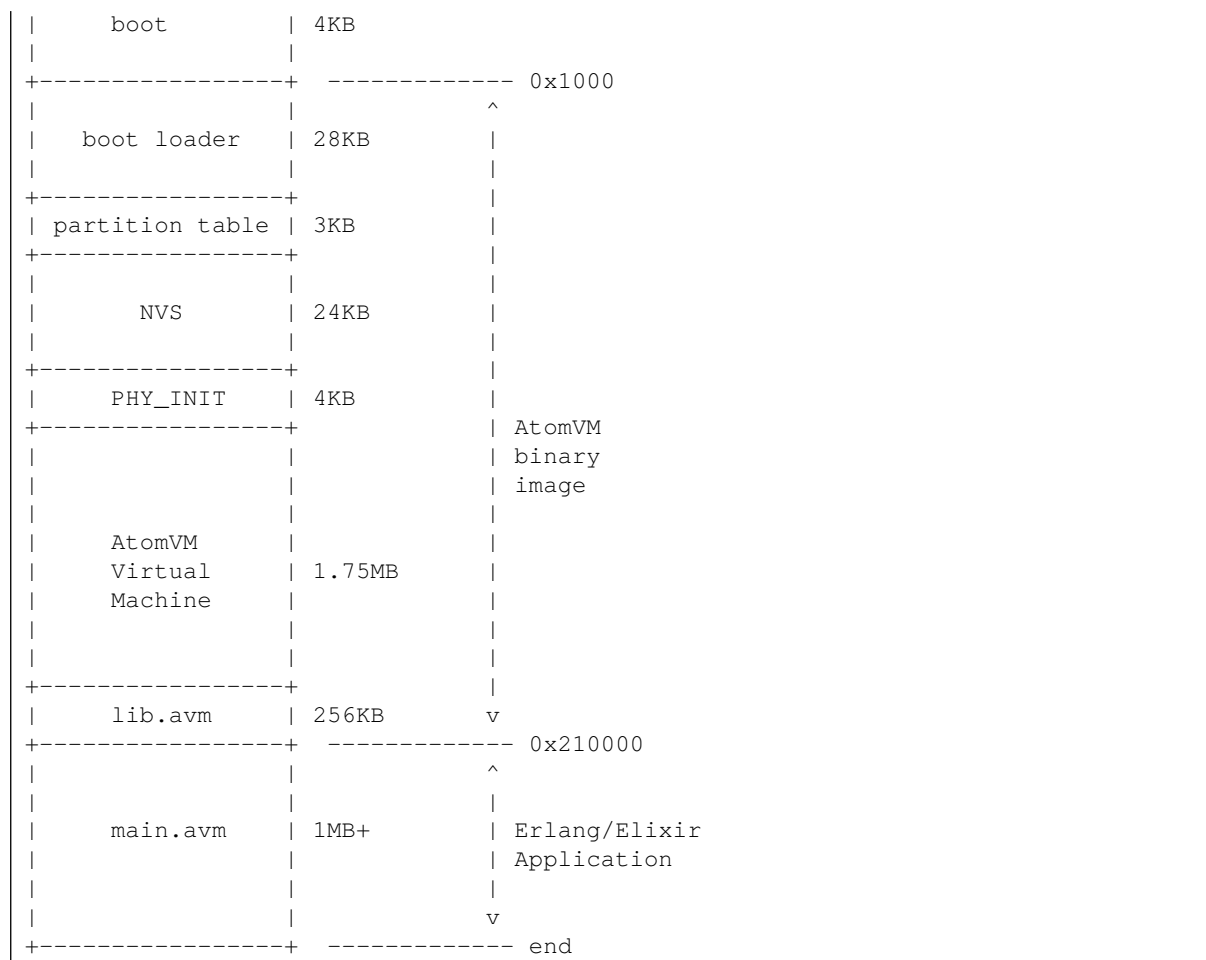 |     boot        | 4KB
|                 |
+-----------------+  ------------- 0x1000
|                 |             ^
|   boot loader   | 28KB        |
|                 |             |
+-----------------+             |
| partition table | 3KB         |
+-----------------+             |
|                 |             |
|       NVS       | 24KB        |
|                 |             |
+-----------------+             |
|     PHY_INIT    | 4KB         |
+-----------------+             | AtomVM
|                 |             | binary
|                 |             | image
|                 |             |
|     AtomVM      |             |
|     Virtual     | 1.75MB      |
|     Machine     |             |
|                 |             |
|                 |             |
+-----------------+             |
|     lib.avm     | 256KB       v
+-----------------+  ------------- 0x210000
|                 |             ^
|                 |             |
|     main.avm    | 1MB+        | Erlang/Elixir
|                 |             | Application
|                 |             |
|                 |             v
+-----------------+  ------------- end